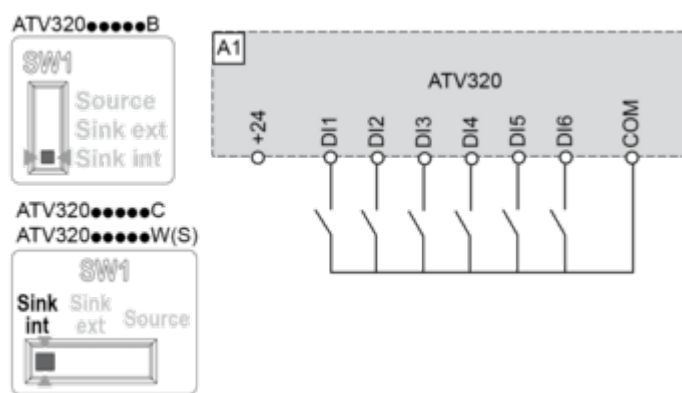 ATV320●●●●●B
SW1
Source
Sink ext
Sink int
ATV320●●●●●C
ATV320●●●●●W(S)
SW1
Sink int
Sink ext
Source
A1
ATV320
+24
DI1
DI2
DI3
DI4
DI5
DI6
COM